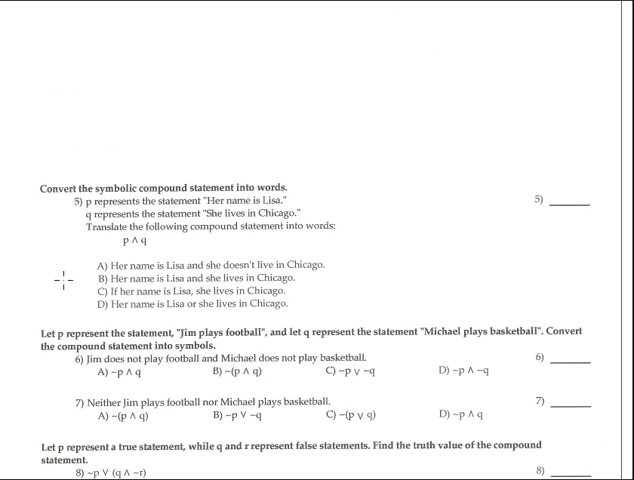 Convert the symbolic compound statement into words.
5) p represents the statement "Her name is Lisa." 5) ______
q represents the statement "She lives in Chicago."
Translate the following compound statement into words:
p ∧ q
A) Her name is Lisa and she doesn't live in Chicago.
B) Her name is Lisa and she lives in Chicago.
C) If her name is Lisa, she lives in Chicago.
D) Her name is Lisa or she lives in Chicago.
Let p represent the statement, "Jim plays football", and let q represent the statement "Michael plays basketball". Convert
the compound statement into symbols.
6) Jim does not play football and Michael does not play basketball. 6) ______
A) ~p ∧ q B) ~(p ∧ q) C) ~p ∨ ~q D) ~p ∧ ~q
7) Neither Jim plays football nor Michael plays basketball. 7) ______
A) ~(p ∧ q) B) ~p ∨ ~q C) ~(p ∨ q) D) ~p ∧ q
Let p represent a true statement, while q and r represent false statements. Find the truth value of the compound
statement.
8) ~p ∨ (q ∧ ~r) 8) ______